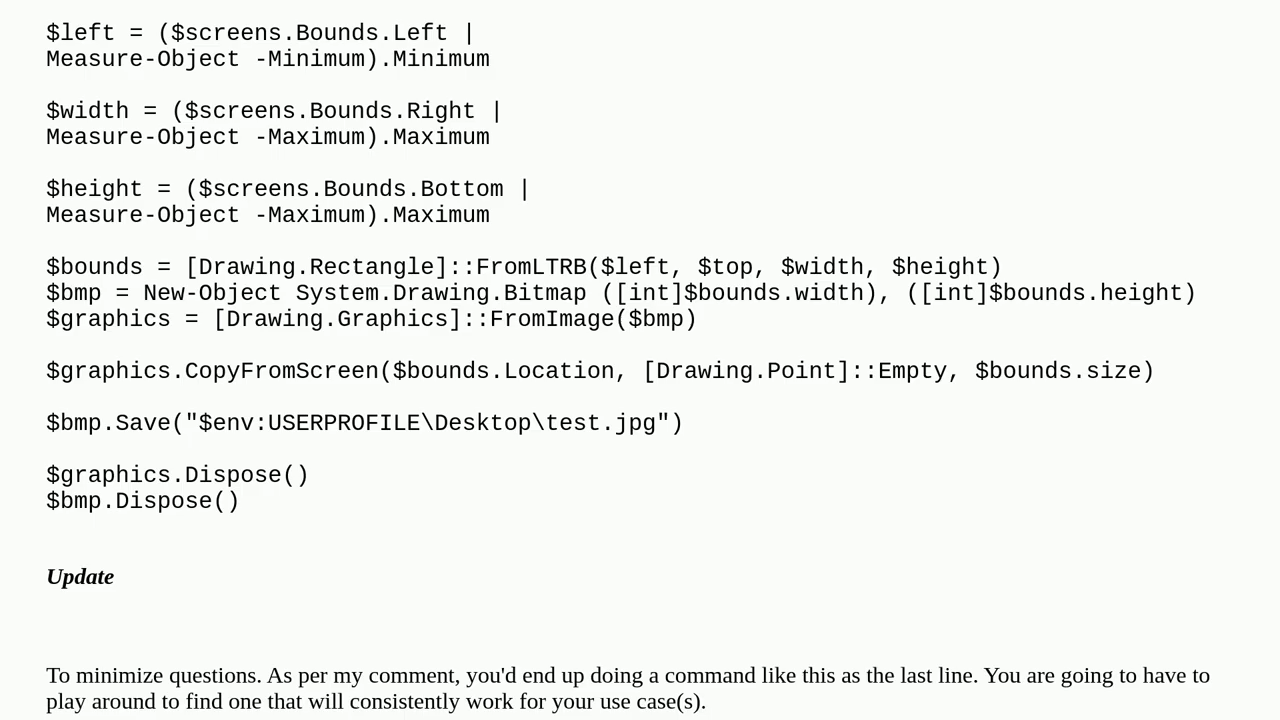 $left = ($screens.Bounds.Left |
Measure-Object -Minimum).Minimum
$width = ($screens.Bounds.Right |
Measure-Object -Maximum).Maximum
$height = ($screens.Bounds.Bottom |
Measure-Object -Maximum).Maximum
$bounds = [Drawing.Rectangle]::FromLTRB($left, $top, $width, $height)
$bmp = New-Object System.Drawing.Bitmap ([int]$bounds.width), ([int]$bounds.height)
$graphics = [Drawing.Graphics]::FromImage($bmp)
$graphics.CopyFromScreen($bounds.Location, [Drawing.Point]::Empty, $bounds.size)
$bmp.Save("$env:USERPROFILE\Desktop\test.jpg")
$graphics.Dispose()
$bmp.Dispose()
Update
To minimize questions. As per my comment, you'd end up doing a command like this as the last line. You are going to have to
play around to find one that will consistently work for your use case(s).